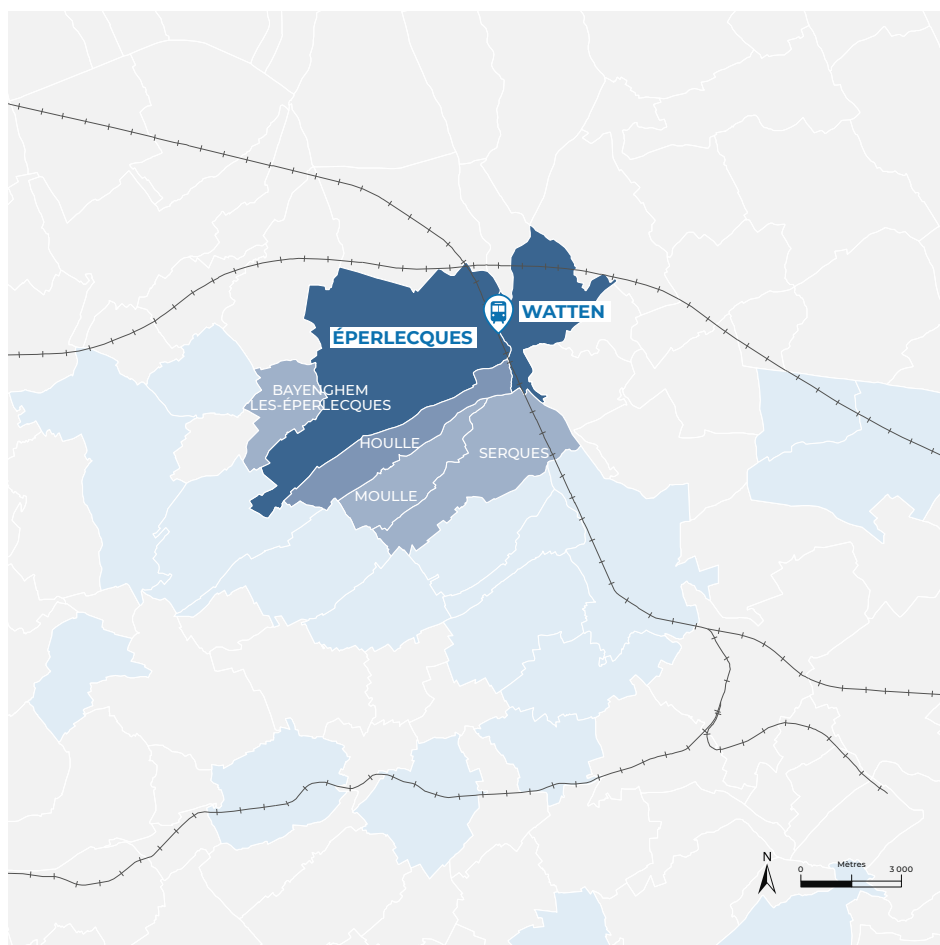 WATTEN
ÉPERLECQUES
BAYENGHEM
LES-ÉPERLECQUES
HOULLE
SERQUES
MOULLE
N
Mètres
0 3 000